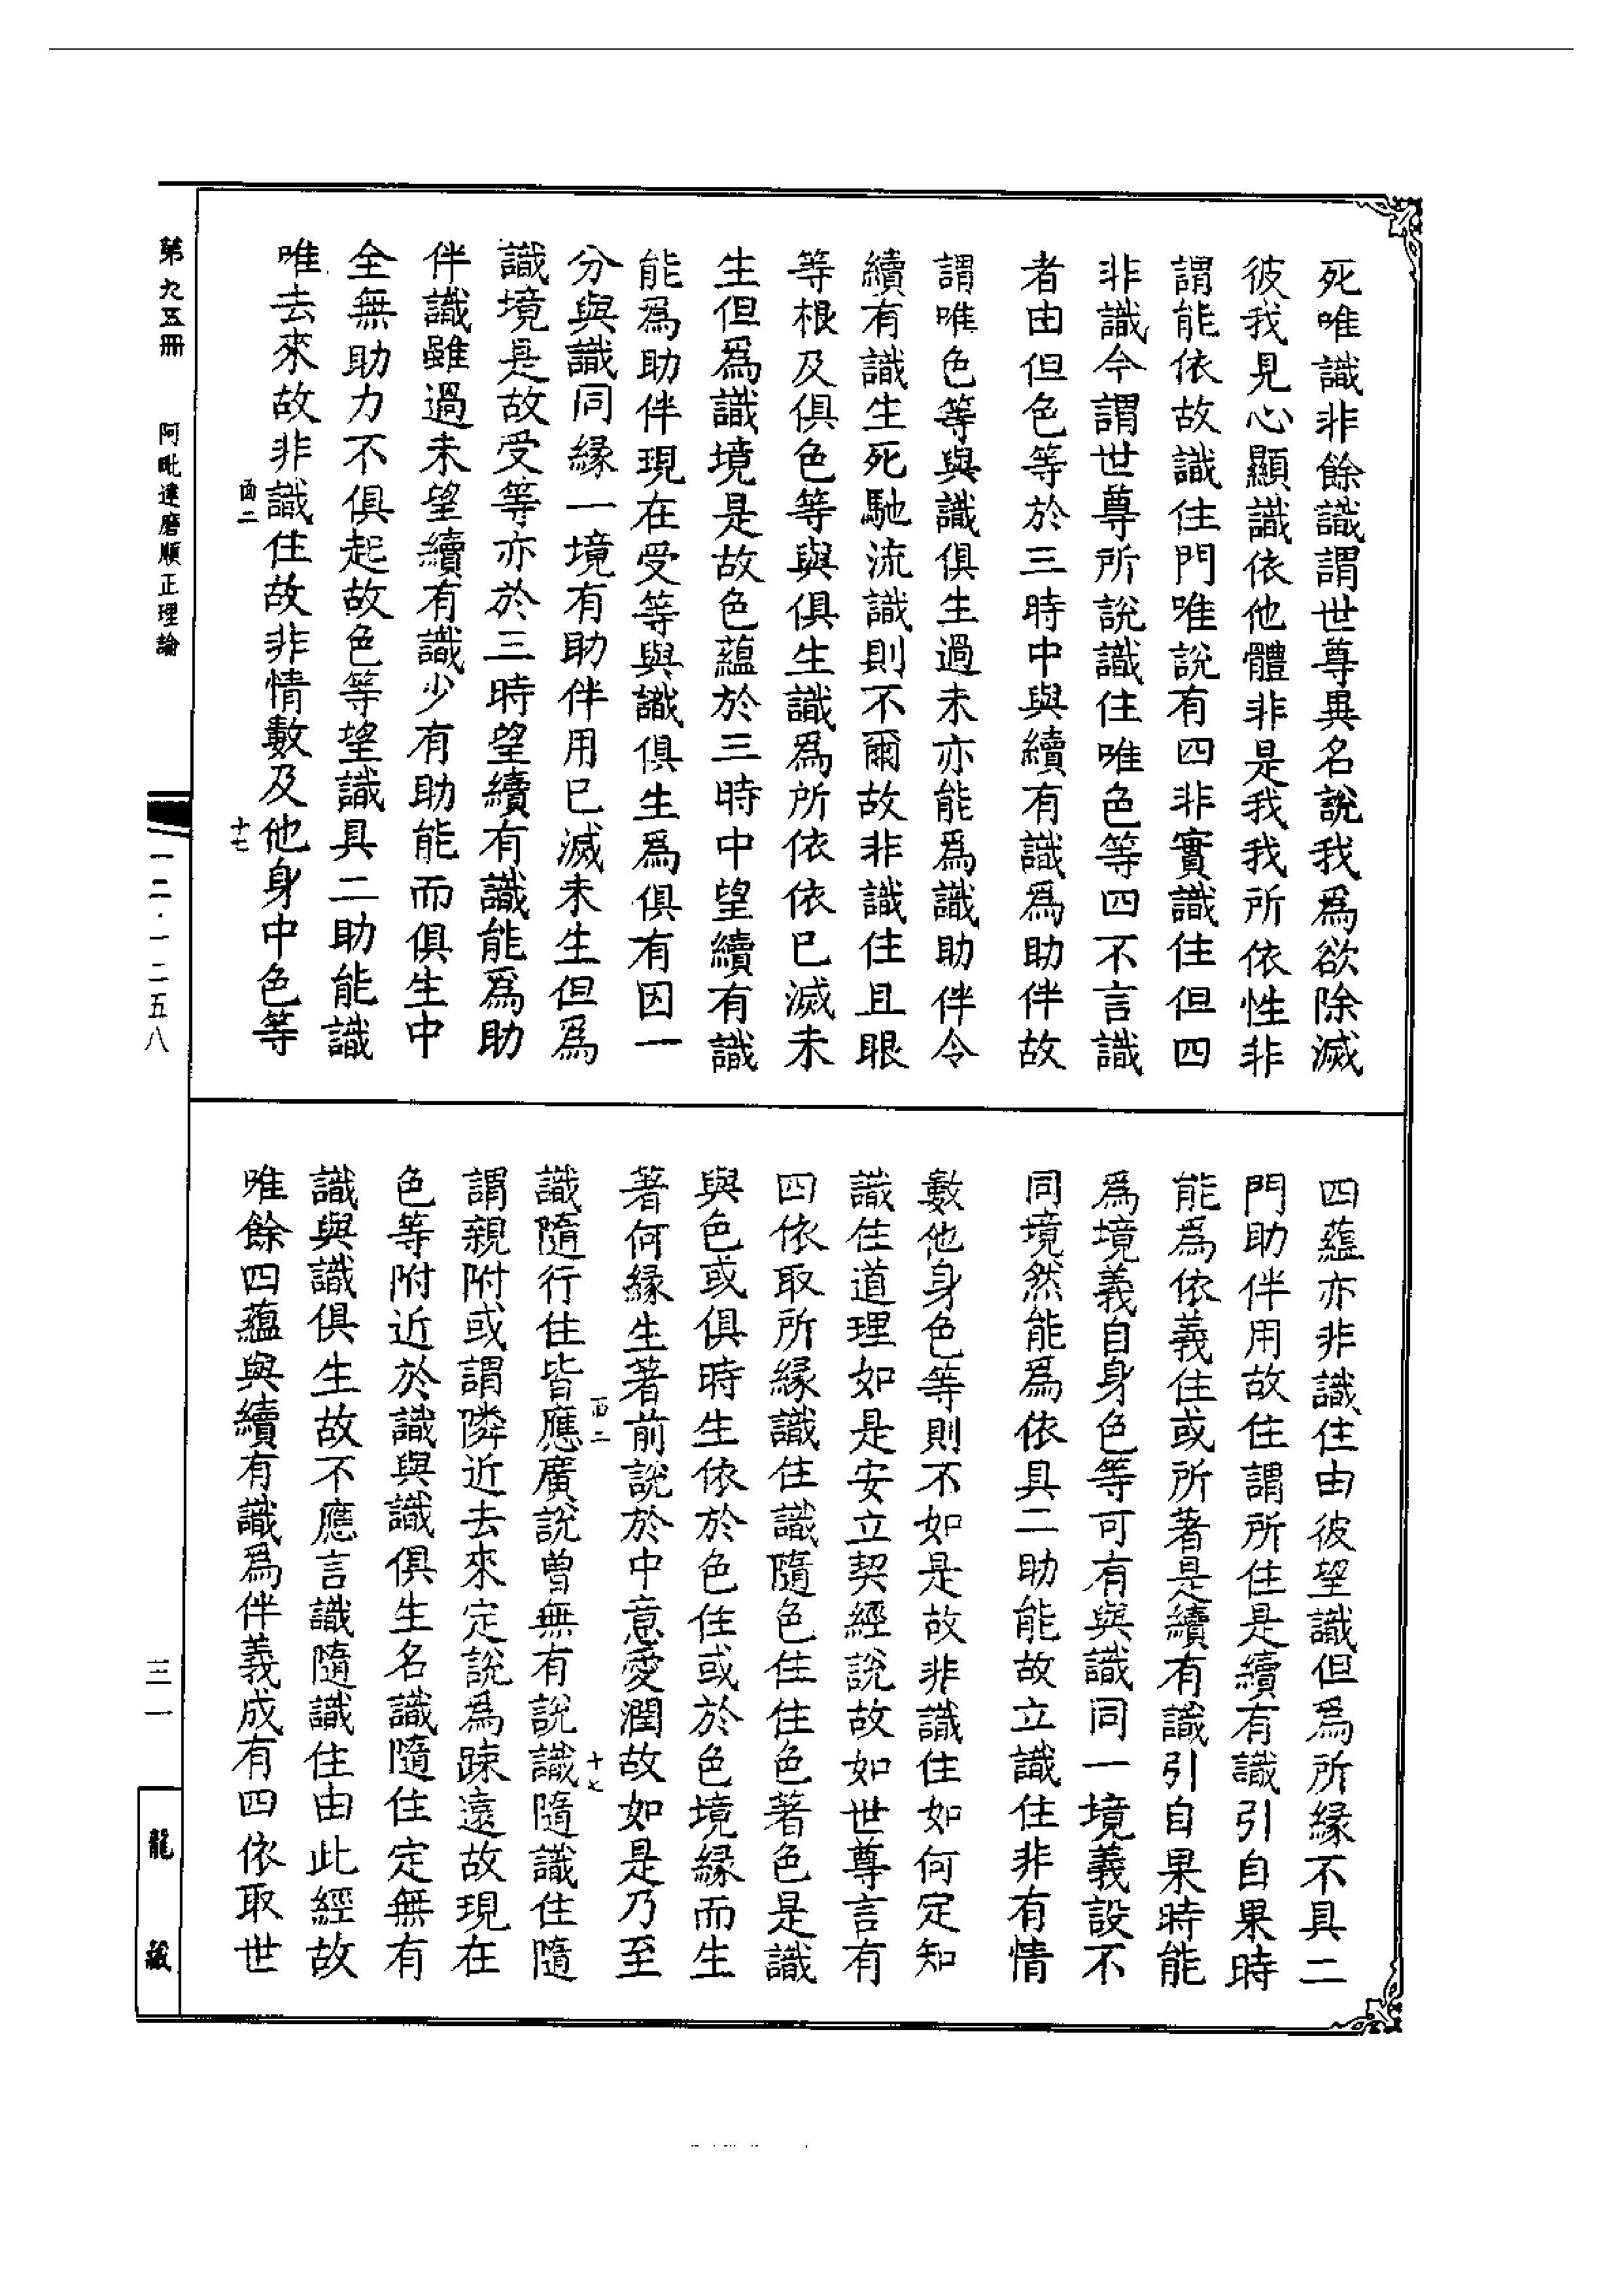 死唯識非餘識謂世尊異名說我爲欲除滅
彼我見心顯識依他體非是我我所依性非
謂能依故識住門唯說有四非實識住但四
非識今謂世尊所說識住唯色等四不言識
者由但色等於三時中與續有識爲助伴故
謂唯色等與識俱生過未亦能爲識助伴令
續有識生死馳流識則不爾故非識住且眼
等根及俱色等與俱生識爲所依依已滅未
生但爲識境是故色蘊於三時中望續有識
能爲助伴現在受等與識俱生爲俱有因一
分與識同緣一境有助伴用已滅未生但爲
識境是故受等亦於三時望續有識能爲助
伴識雖過未望續有識少有助能而俱生中
全無助力不俱起故色等望識具二助能識
唯去來故非識住故非情數及他身中色等
面二
十七
四蘊亦非識住由彼望識但爲所緣不具二
門助伴用故住謂所住是續有識引自果時
能爲依義住或所著是續有識引自果時能
爲境義自身色等可有與識同一境義設不
同境然能爲依具二助能故立識住非有情
數他身色等則不如是故非識住如何定知
識住道理如是安立契經說故如世尊言有
四依取所緣識住識隨色住住色著色是識
與色或俱時生依於色住或於色境緣而生
著何緣生著前說於中意愛潤故如是乃至
面二
十七
識隨行住皆應廣說曾無有說識隨識住隨
謂親附或謂隣近去來定說爲踈遠故現在
色等附近於識與識俱生名識隨住定無有
識與識俱生故不應言識隨識住由此經故
唯餘四蘊與續有識爲伴義成有四依取世
第九五冊 阿毗達磨順正理論
一二·一二五八
三一
龍藏